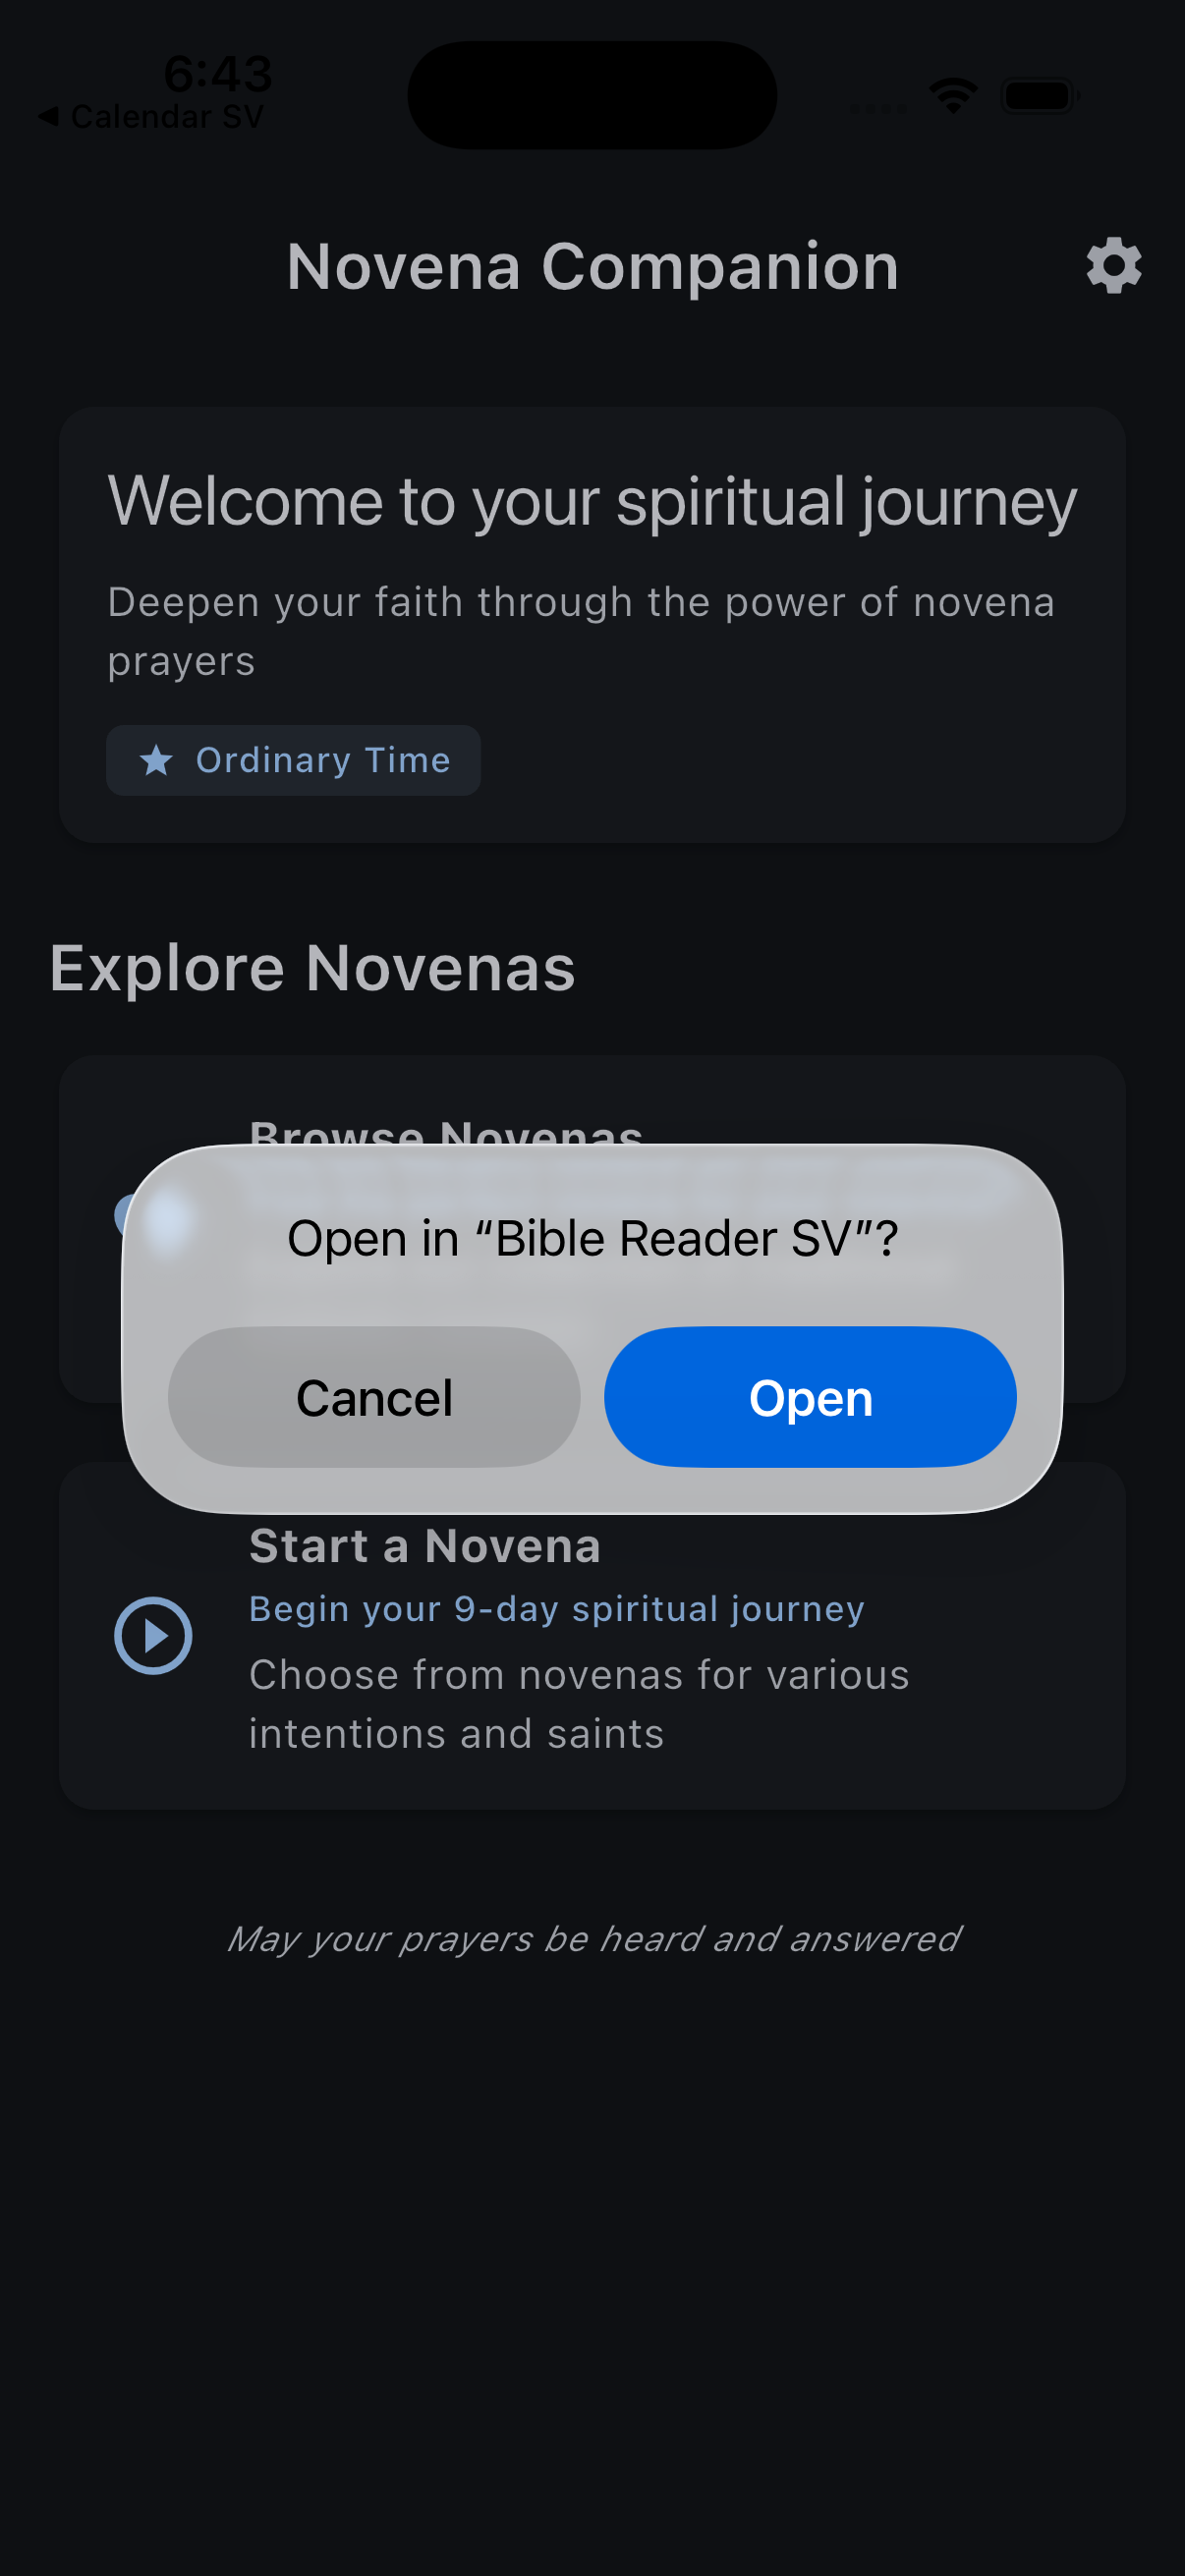 6:43
◀ Calendar SV
Novena Companion
Welcome to your spiritual journey
Deepen your faith through the power of novena
prayers
Ordinary Time
Explore Novenas
Browse Novenas
Open in “Bible Reader SV”?
Cancel
Open
Start a Novena
Begin your 9-day spiritual journey
Choose from novenas for various
intentions and saints
May your prayers be heard and answered